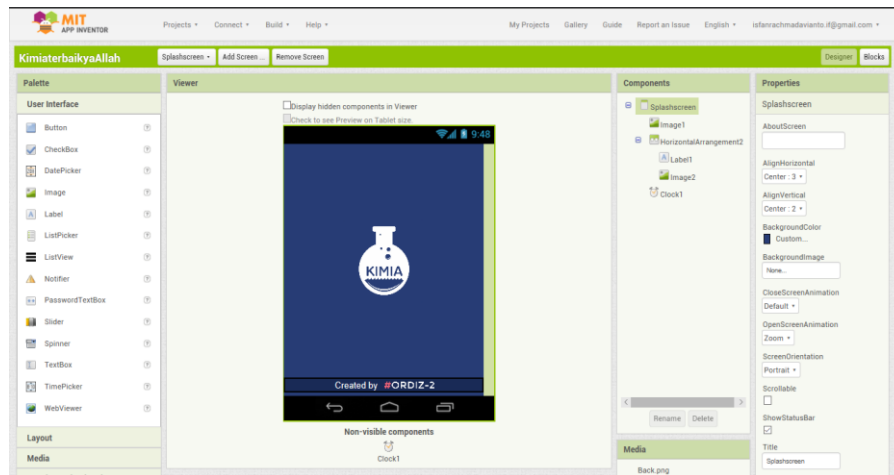 MIT
APP INVENTOR
Projects
Connect
Build
Help
My Projects
Gallery
Guide
Report an Issue
English
isfanrachmadavianto.if@gmail.com
KimiaterbaikyaAllah
Splashscreen
Add Screen ...
Remove Screen
Designer
Blocks
Palette
Viewer
Components
Properties
User Interface
Button
CheckBox
DatePicker
Image
Label
ListPicker
ListView
Notifier
PasswordTextBox
Slider
Spinner
TextBox
TimePicker
WebViewer
Layout
Media
Display hidden components in Viewer
Check to see Preview on Tablet size.
9:48
KIMIA
Created by #ORDIZ-2
Non-visible components
Clock1
Splashscreen
Image1
HorizontalArrangement2
Label1
Image2
Clock1
Rename
Delete
Media
Back.png
Splashscreen
AboutScreen
AlignHorizontal
Center : 3
AlignVertical
Center : 2
BackgroundColor
Custom...
BackgroundImage
None...
CloseScreenAnimation
Default
OpenScreenAnimation
Zoom
ScreenOrientation
Portrait
Scrollable
ShowStatusBar
Title
Splashscreen